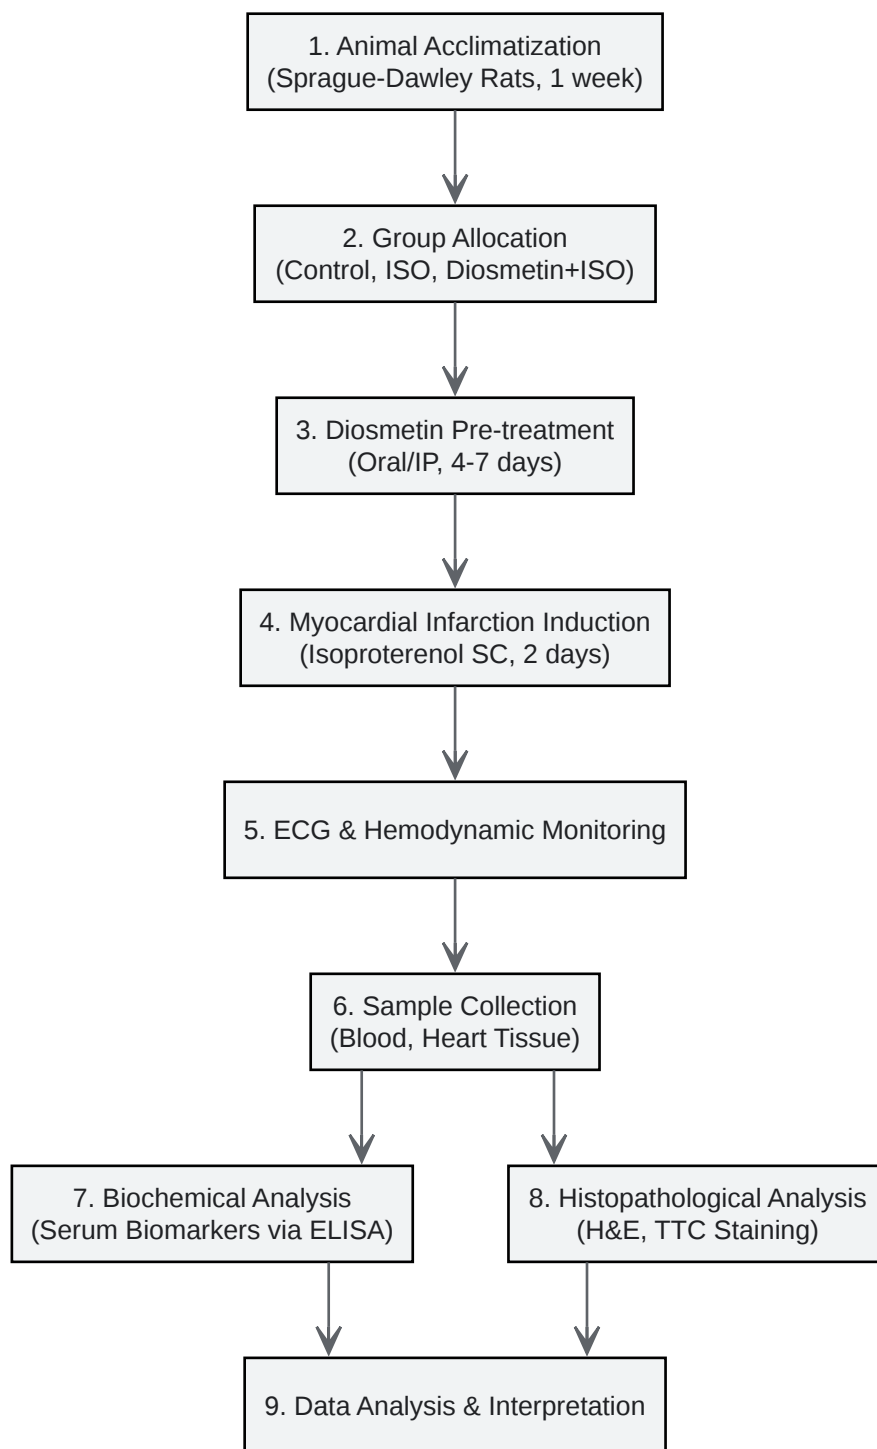 1. Animal Acclimatization
(Sprague-Dawley Rats, 1 week)
2. Group Allocation
(Control, ISO, Diosmetin+ISO)
3. Diosmetin Pre-treatment
(Oral/IP, 4-7 days)
4. Myocardial Infarction Induction
(Isoproterenol SC, 2 days)
5. ECG & Hemodynamic Monitoring
6. Sample Collection
(Blood, Heart Tissue)
7. Biochemical Analysis
(Serum Biomarkers via ELISA)
8. Histopathological Analysis
(H&E, TTC Staining)
9. Data Analysis & Interpretation